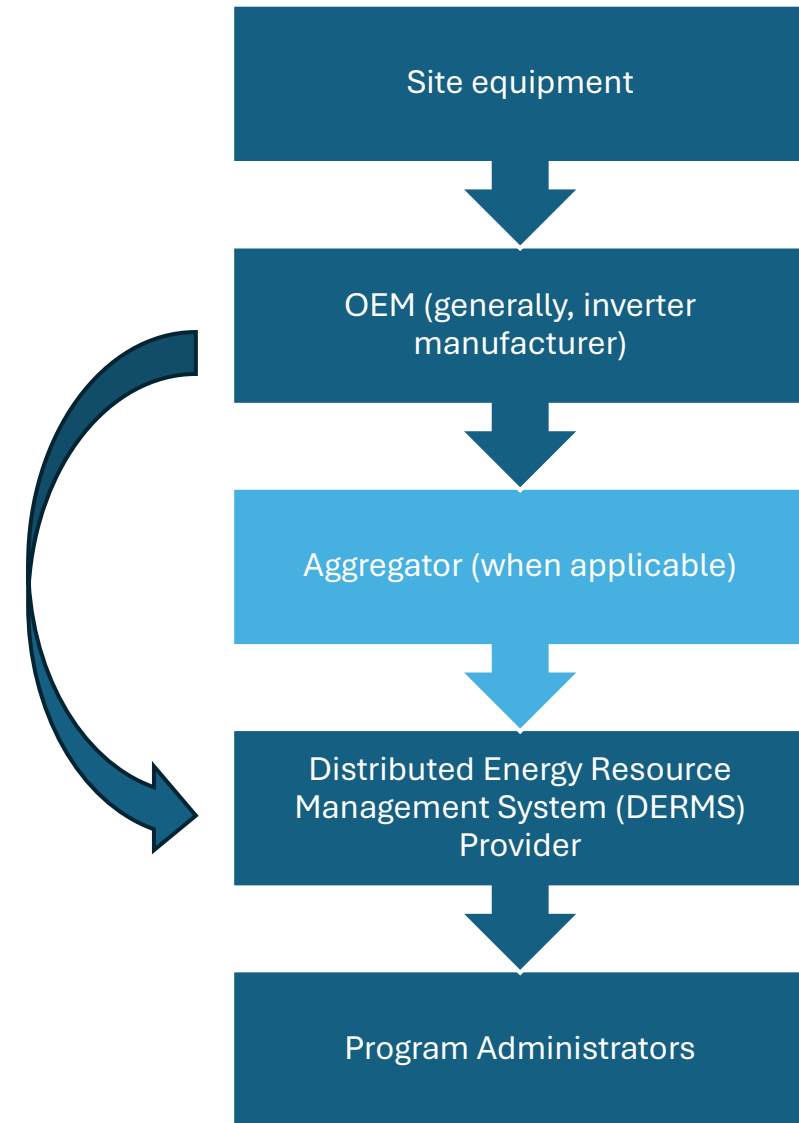 Site equipment
OEM (generally, inverter
manufacturer)
Aggregator (when applicable)
Distributed Energy Resource
Management System (DERMS)
Provider
Program Administrators